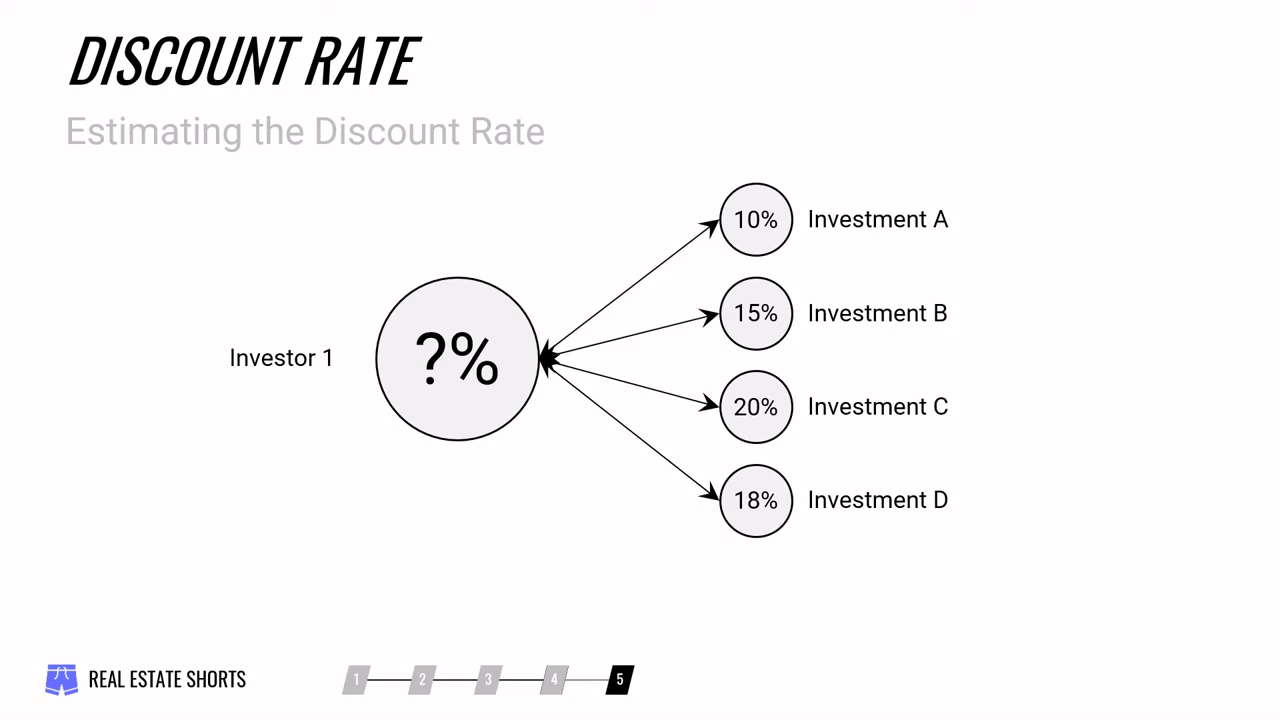 DISCOUNT RATE
Estimating the Discount Rate
10% Investment A
15% Investment B
Investor 1 ?%
20% Investment C
18% Investment D
REAL ESTATE SHORTS 1 2 3 4 5